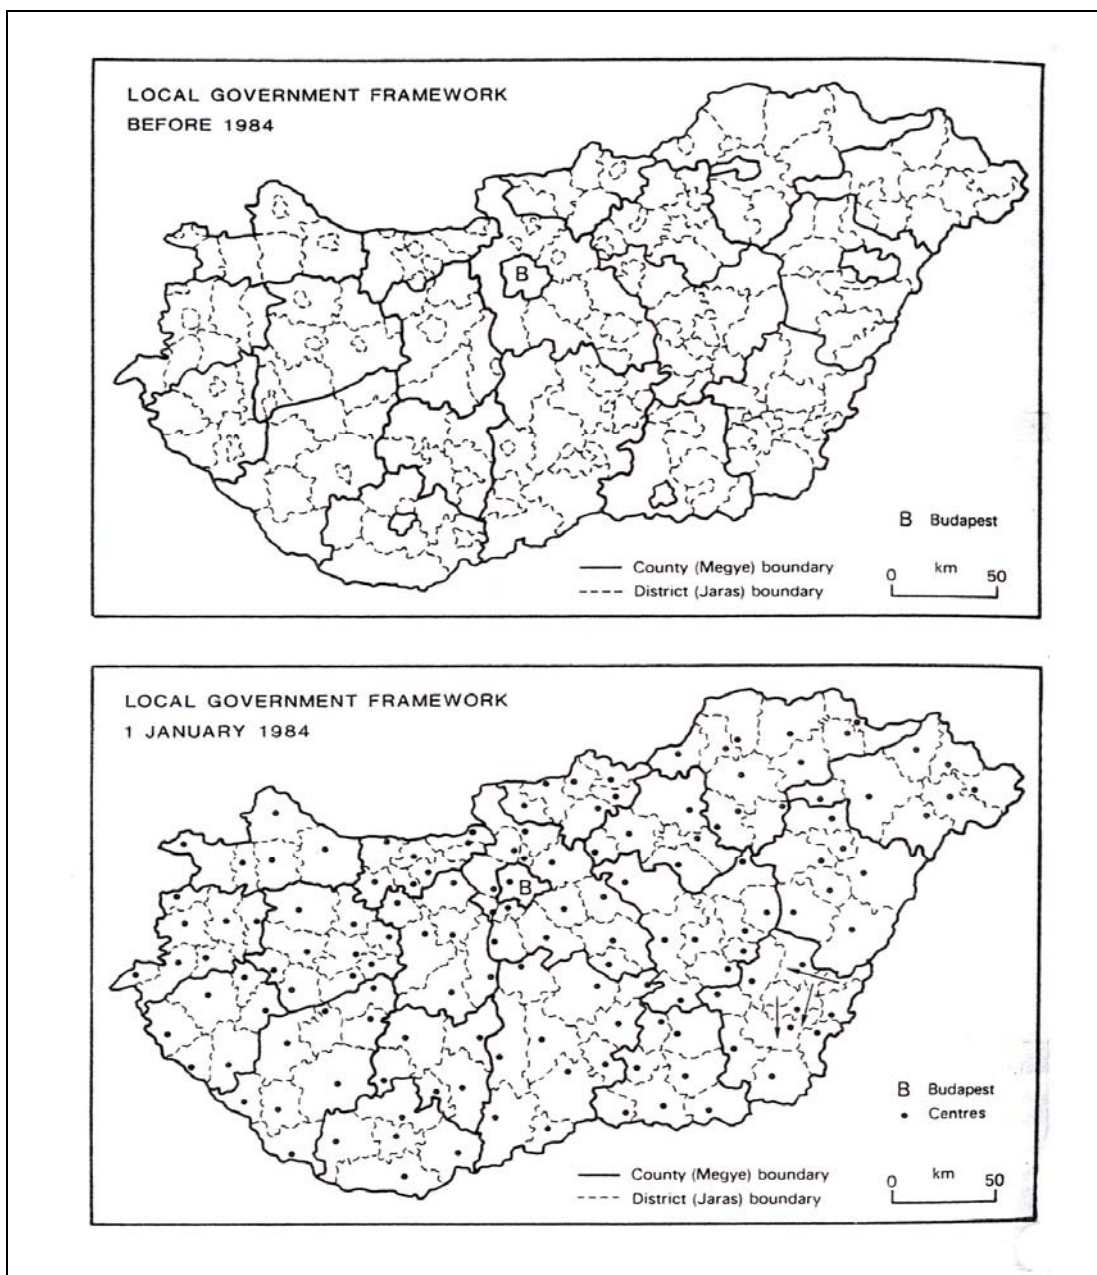 LOCAL GOVERNMENT FRAMEWORK
BEFORE 1984
B
B Budapest
County (Megye) boundary
District (Jaras) boundary
km
0 50
LOCAL GOVERNMENT FRAMEWORK
1 JANUARY 1984
B
B Budapest
Centres
County (Megye) boundary
District (Jaras) boundary
km
0 50